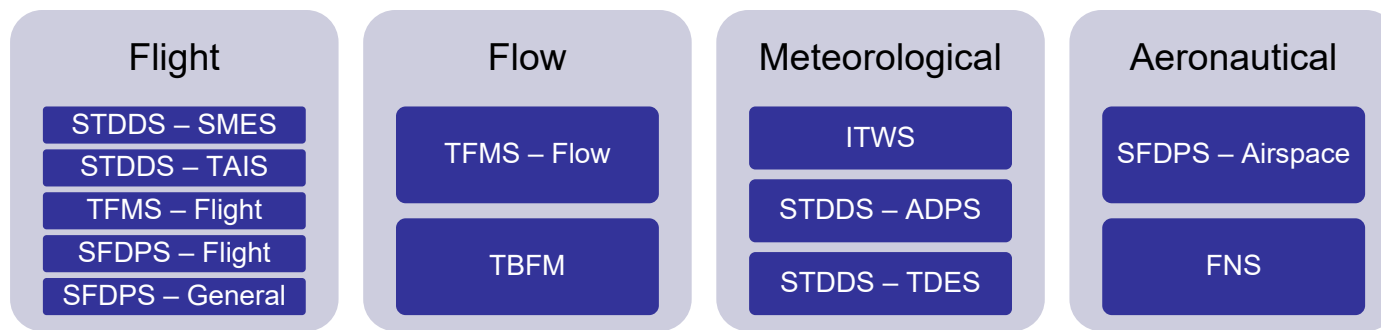 Flight
STDDS – SMES
STDDS – TAIS
TFMS – Flight
SFDPS – Flight
SFDPS – General
Flow
TFMS – Flow
TBFM
Meteorological
ITWS
STDDS – ADPS
STDDS – TDES
Aeronautical
SFDPS – Airspace
FNS